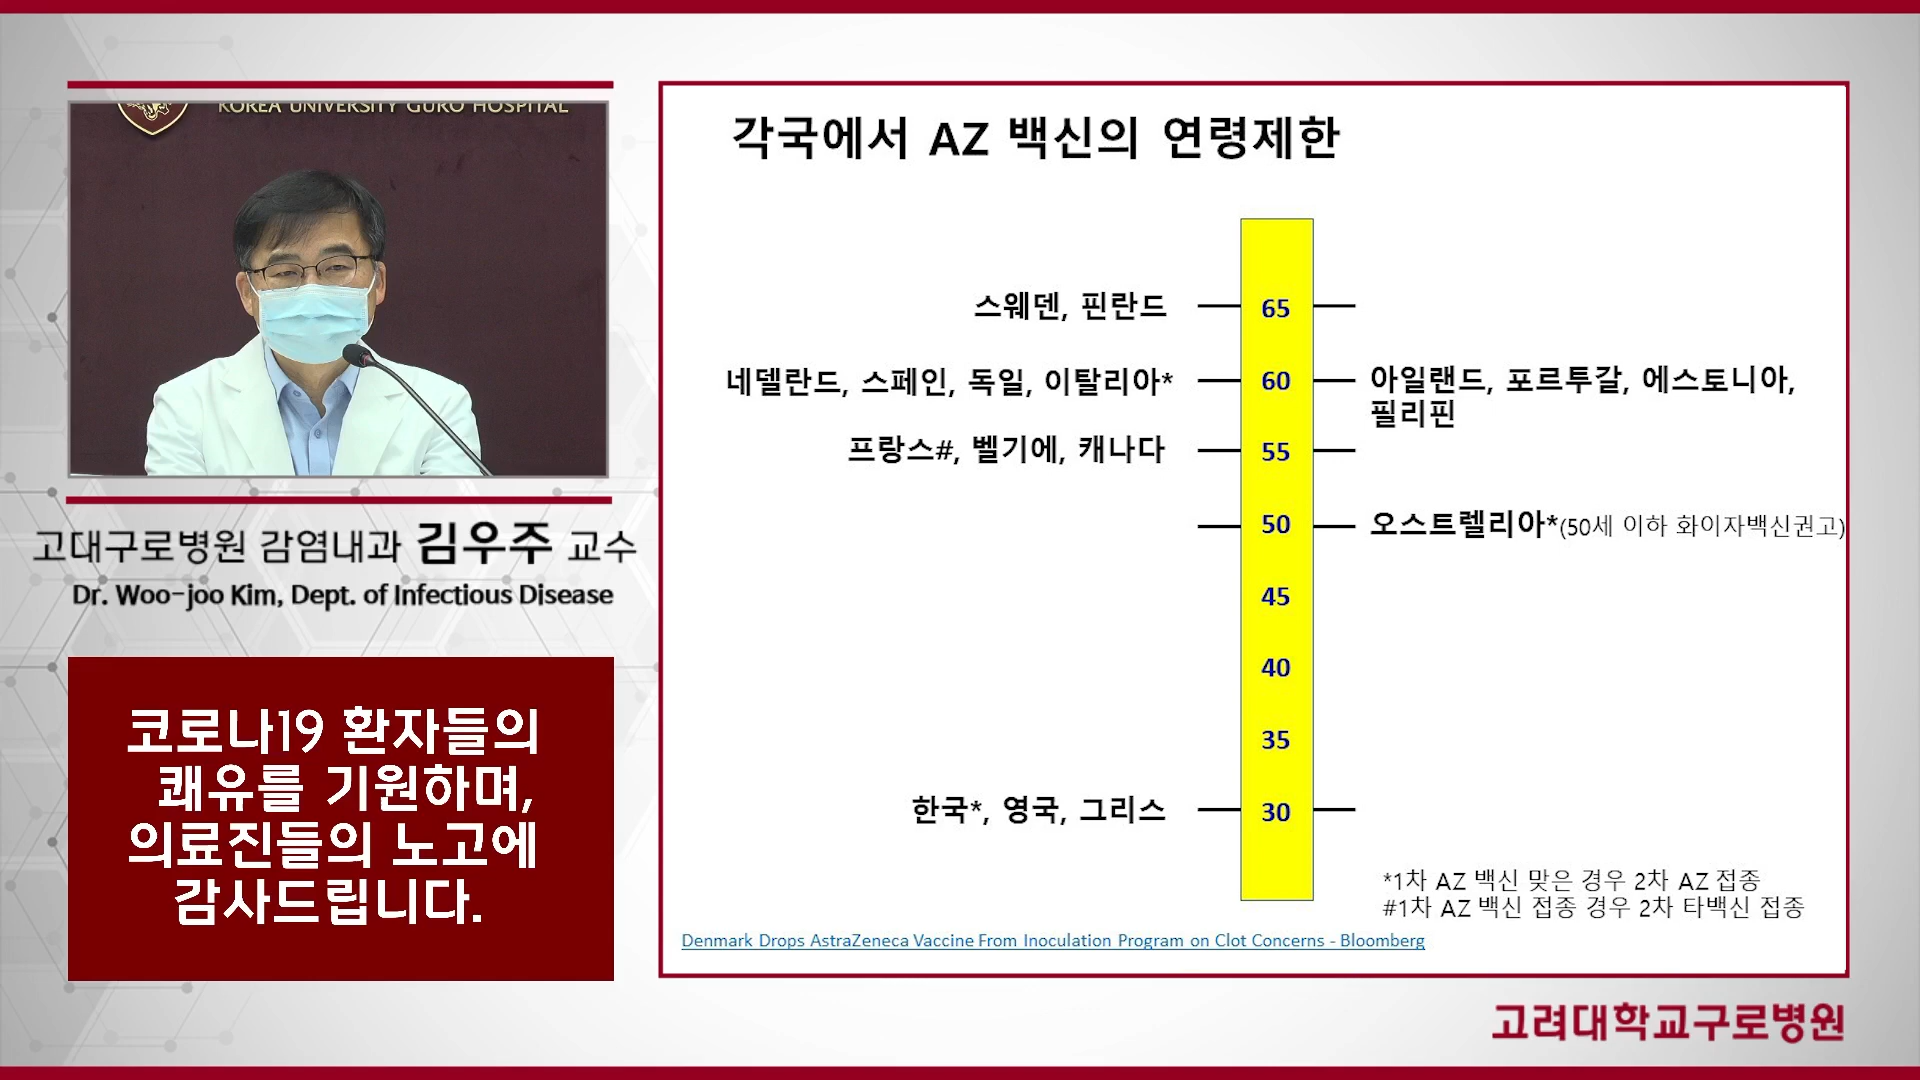 KOREA UNIVERSITY GURO HOSPITAL
고대구로병원 감염내과 김우주 교수
Dr. Woo-joo Kim, Dept. of Infectious Disease
코로나19 환자들의
쾌유를 기원하며,
의료진들의 노고에
감사드립니다.
각국에서 AZ 백신의 연령제한
스웨덴, 핀란드 65
네델란드, 스페인, 독일, 이탈리아* 60 아일랜드, 포르투갈, 에스토니아,
필리핀
프랑스#, 벨기에, 캐나다 55
50 오스트렐리아*(50세 이하 화이자백신권고)
45
40
35
한국*, 영국, 그리스 30
*1차 AZ 백신 맞은 경우 2차 AZ 접종
#1차 AZ 백신 접종 경우 2차 타백신 접종
Denmark Drops AstraZeneca Vaccine From Inoculation Program on Clot Concerns - Bloomberg
고려대학교구로병원